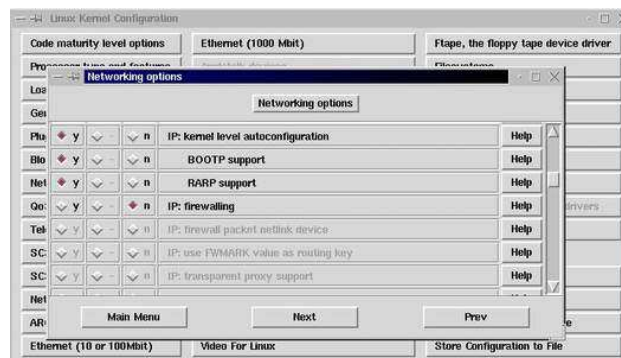 Linux Kernel Configuration
Code maturity level options
Ethernet (1000 Mbit)
Ftape, the floppy tape device driver
Networking options
Networking options
y - n IP: kernel level autoconfiguration Help
y - n BOOTP support Help
y - n RARP support Help
y - n IP: firewalling Help
y - n IP: firewall packet netlink device Help
y - n IP: use FWMARK value as routing key Help
y - n IP: transparent proxy support Help
Main Menu
Next
Prev
Ethernet (10 or 100Mbit)
Video For Linux
Store Configuration to File